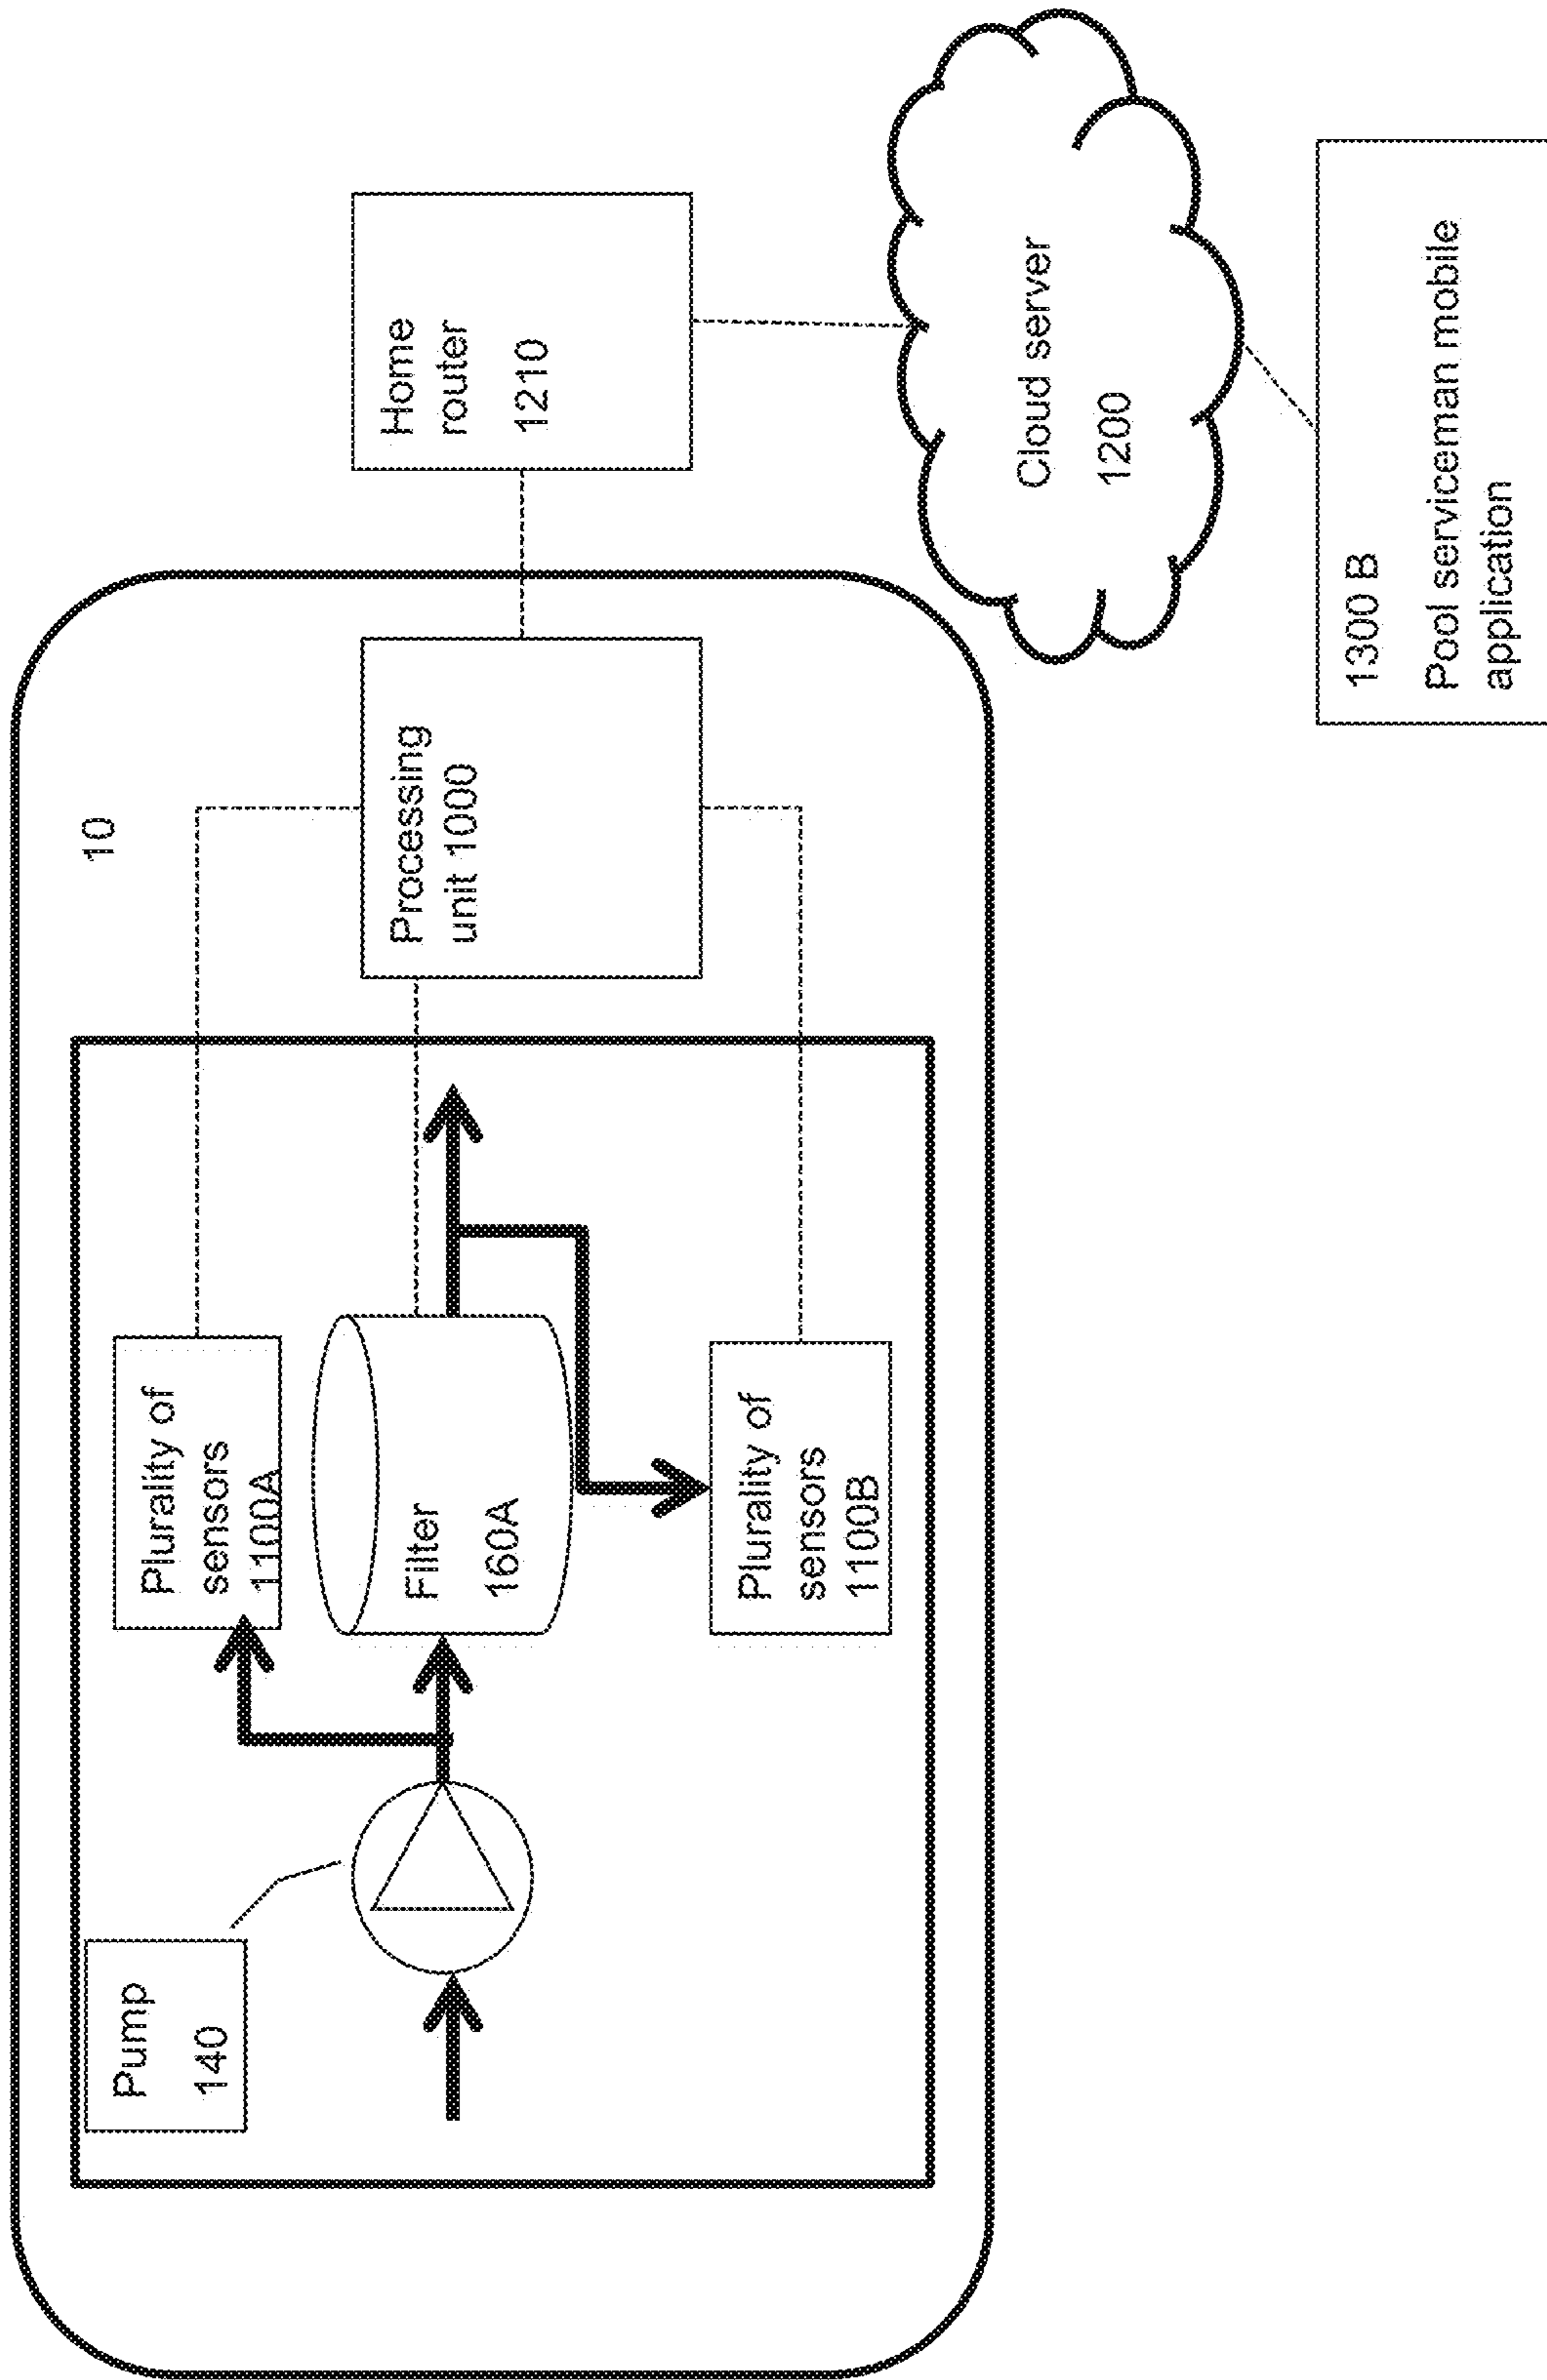 10
Pump
140
Plurality of
sensors
1100A
Filter
160A
Plurality of
sensors
1100B
Processing
unit 1000
Home
router
1210
Cloud server
1200
1300 B
Pool serviceman mobile
application